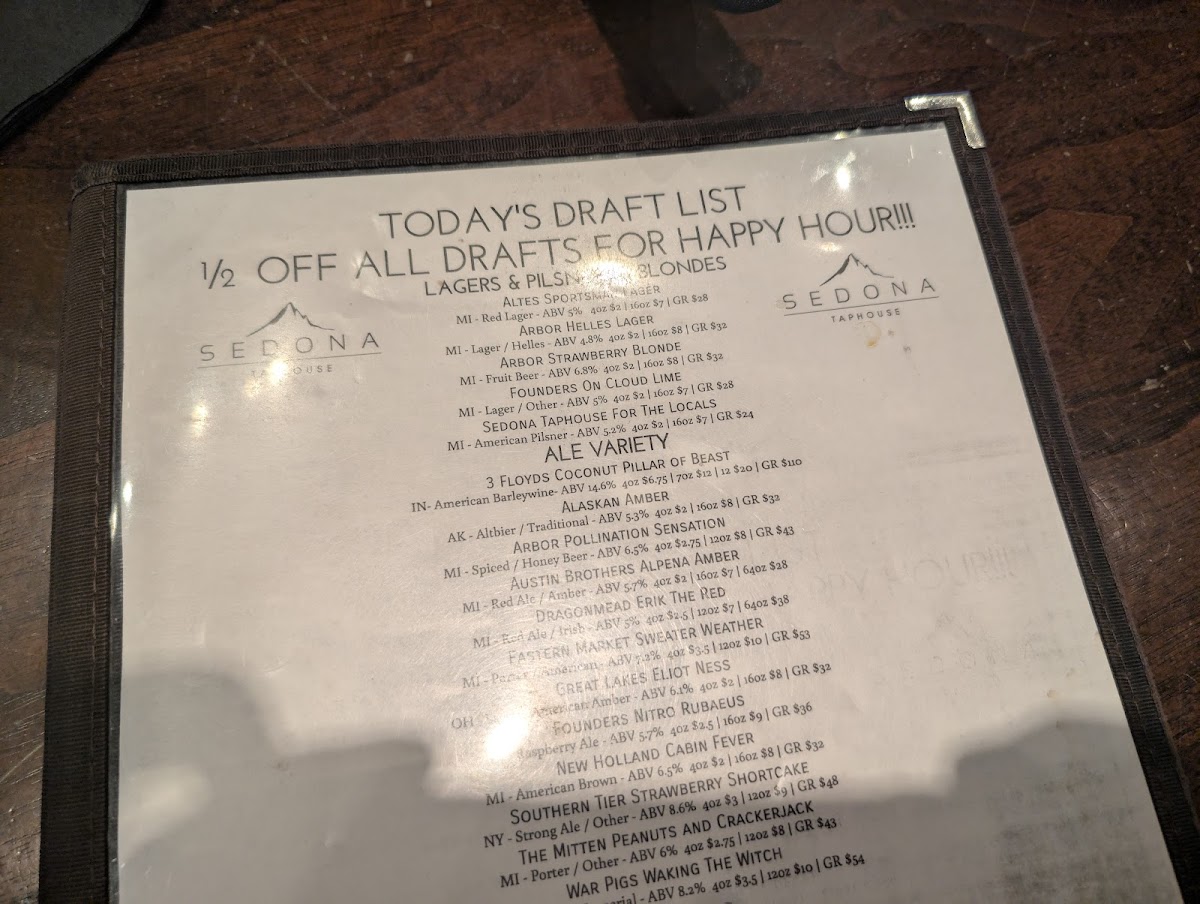 TODAY'S DRAFT LIST
½ OFF ALL DRAFTS FOR HAPPY HOUR!!!
LAGERS & BLONDES
SEDONA
TAPHOUSE
SEDONA
TAPHOUSE
ALTES SPORTSMAN LAGER
MI - Red Lager - ABV 5% 4oz $2 | 16oz $7 | GR $28
ARBOR HELLES LAGER
MI - Lager / Helles - ABV 4.8% 4oz $2 | 16oz $8 | GR $32
ARBOR STRAWBERRY BLONDE
MI - Fruit Beer - ABV 6.8% 4oz $2 | 16oz $8 | GR $32
FOUNDERS ON CLOUD LIME
MI - Lager / Other - ABV 5% 4oz $2 | 16oz $7 | GR $28
SEDONA TAPHOUSE FOR THE LOCALS
MI - American Pilsner - ABV 5.2% 4oz $2 | 16oz $7 | GR $24
ALE VARIETY
3 FLOYDS COCONUT PILLAR OF BEAST
IN- American Barleywine- ABV 14.6% 4oz $6.75 | 7oz $12 | 12 $20 | GR $110
ALASKAN AMBER
AK - Altbier / Traditional - ABV 5.3% 4oz $2 | 16oz $8 | GR $32
ARBOR POLLINATION SENSATION
MI - Spiced / Honey Beer - ABV 6.5% 4oz $2.75 | 12oz $8 | GR $43
AUSTIN BROTHERS ALPENA AMBER
MI - Red Ale / Amber - ABV 5.7% 4oz $2 | 16oz $7 | 64oz $28
DRAGONMEAD ERIK THE RED
MI - Red Ale / Irish - ABV 5% 4oz $2.5 | 12oz $7 | 64oz $38
EASTERN MARKET SWEATER WEATHER
MI - Porter / American - ABV 7.2% 4oz $3.5 | 12oz $10 | GR $53
GREAT LAKES ELIOT NESS
OH American Amber - ABV 6.1% 4oz $2 | 16oz $8 | GR $32
FOUNDERS NITRO RUBAEUS
Raspberry Ale - ABV 5.7% 4oz $2.5 | 16oz $9 | GR $36
NEW HOLLAND CABIN FEVER
MI - American Brown - ABV 6.5% 4oz $2 | 16oz $8 | GR $32
SOUTHERN TIER STRAWBERRY SHORTCAKE
NY - Strong Ale / Other - ABV 8.6% 4oz $3 | 12oz $9 | GR $48
THE MITTEN PEANUTS AND CRACKERJACK
MI - Porter / Other - ABV 6% 4oz $2.75 | 12oz $8 | GR $43
WAR PIGS WAKING THE WITCH
ABV 8.2% 4oz $3.5 | 12oz $10 | GR $54